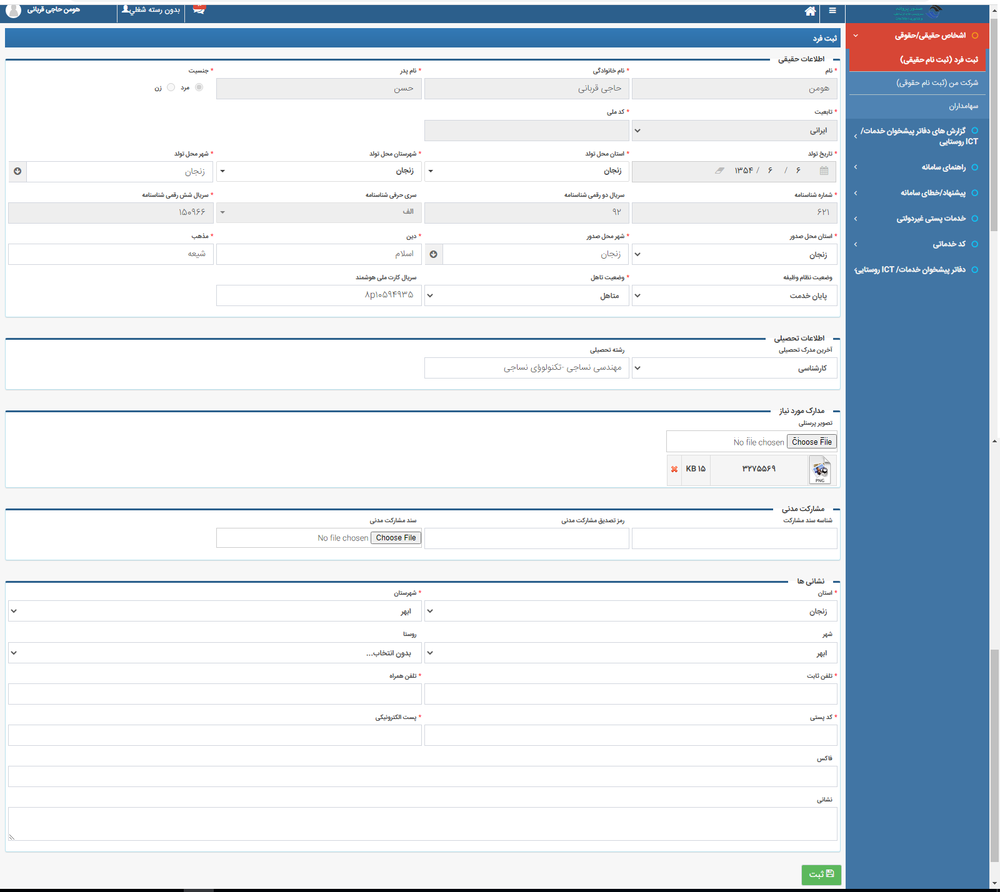 هومن حاجی قربانی
بدون رسته شغلي
صدور پروانه
ثبت فرد
اشخاص حقیقی/حقوقی
ثبت فرد (ثبت نام حقیقی)
شرکت من (ثبت نام حقوقی)
سهامداران
گزارش های دفاتر پیشخوان خدمات/
ICT روستایی
راهنمای سامانه
پیشنهاد/خطای سامانه
خدمات پستی غیردولتی
کد خدماتی
دفاتر پیشخوان خدمات/ ICT روستایی
اطلاعات حقیقی
* نام * نام خانوادگی * نام پدر * جنسیت
هومن حاجی قربانی حسن مرد زن
* تابعیت * کد ملی
ایرانی
* تاریخ تولد * استان محل تولد * شهرستان محل تولد * شهر محل تولد
۶ / ۶ / ۱۳۵۴ زنجان زنجان زنجان
* شماره شناسنامه سریال دو رقمی شناسنامه سری حرفی شناسنامه * سریال شش رقمی شناسنامه
۶۲۱ ۹۲ الف ۱۵۰۹۶۶
* استان محل صدور * شهر محل صدور * دین * مذهب
زنجان زنجان اسلام شیعه
وضعیت نظام وظیفه * وضعیت تاهل سریال کارت ملی هوشمند
پایان خدمت متاهل ۸p۱۰۵۹۴۹۳۵
اطلاعات تحصیلی
آخرین مدرک تحصیلی رشته تحصیلی
کارشناسی مهندسی نساجی -تکنولوؤی نساجی
مدارک مورد نیاز
تصویر پرسنلی
Choose File No file chosen
PNG ۳۲۷۵۵۶۹ ۱۵ KB
مشارکت مدنی
شناسه سند مشارکت رمز تصدیق مشارکت مدنی سند مشارکت مدنی
Choose File No file chosen
نشانی ها
* استان * شهرستان
زنجان ابهر
شهر روستا
ابهر بدون انتخاب...
* تلفن ثابت * تلفن همراه
* کد پستی * پست الکترونیکی
فاکس
نشانی
ثبت